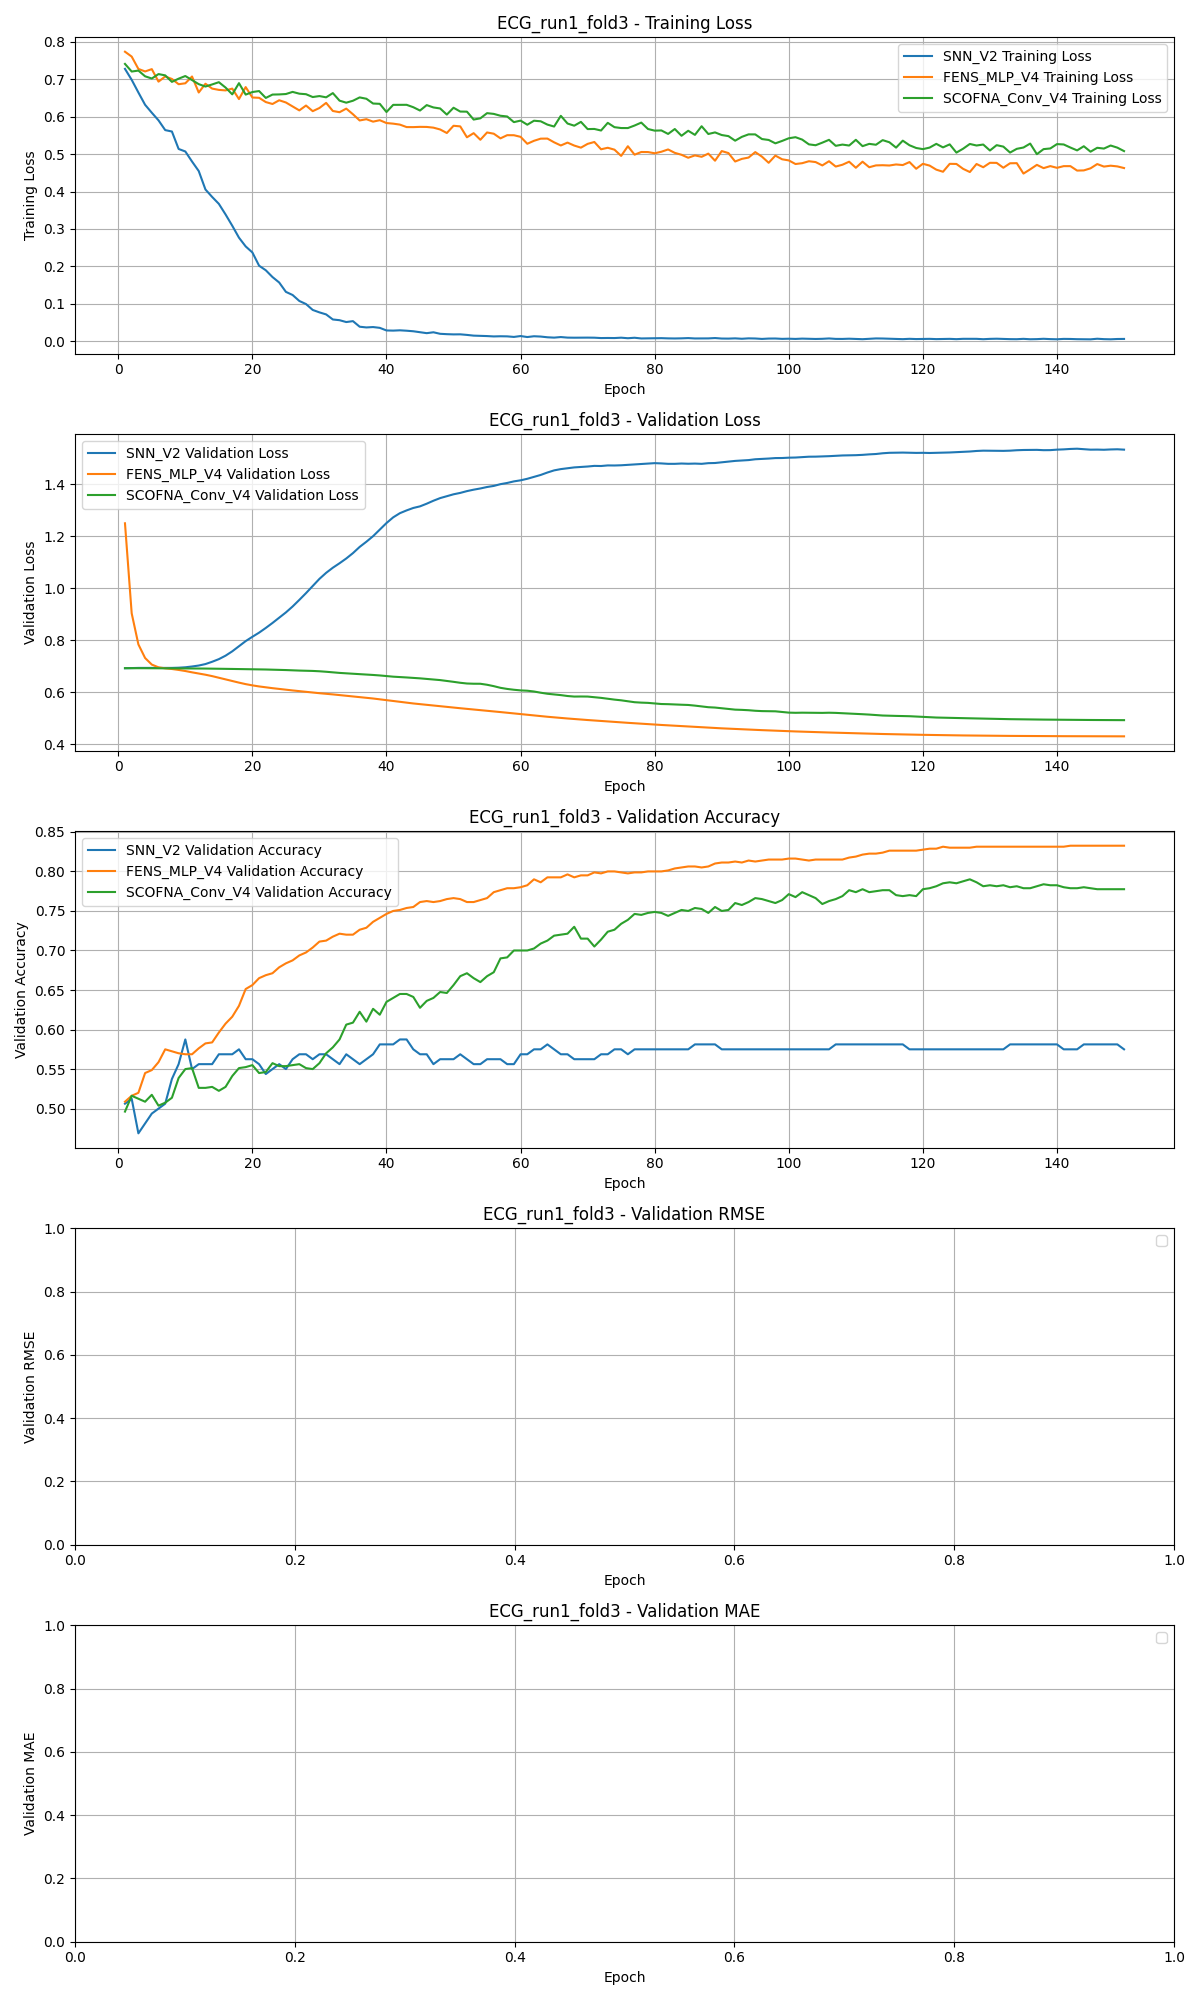 ECG_run1_fold3 - Training Loss
0.8
0.7
0.6
0.5
0.4
0.3
0.2
0.1
0.0
Training Loss
SNN_V2 Training Loss
FENS_MLP_V4 Training Loss
SCOFNA_Conv_V4 Training Loss
0 20 40 60 80 100 120 140
Epoch
ECG_run1_fold3 - Validation Loss
1.4
1.2
1.0
0.8
0.6
0.4
Validation Loss
SNN_V2 Validation Loss
FENS_MLP_V4 Validation Loss
SCOFNA_Conv_V4 Validation Loss
0 20 40 60 80 100 120 140
Epoch
ECG_run1_fold3 - Validation Accuracy
0.85
0.80
0.75
0.70
0.65
0.60
0.55
0.50
Validation Accuracy
SNN_V2 Validation Accuracy
FENS_MLP_V4 Validation Accuracy
SCOFNA_Conv_V4 Validation Accuracy
0 20 40 60 80 100 120 140
Epoch
ECG_run1_fold3 - Validation RMSE
1.0
0.8
0.6
0.4
0.2
0.0
Validation RMSE
0.0 0.2 0.4 0.6 0.8 1.0
Epoch
ECG_run1_fold3 - Validation MAE
1.0
0.8
0.6
0.4
0.2
0.0
Validation MAE
0.0 0.2 0.4 0.6 0.8 1.0
Epoch